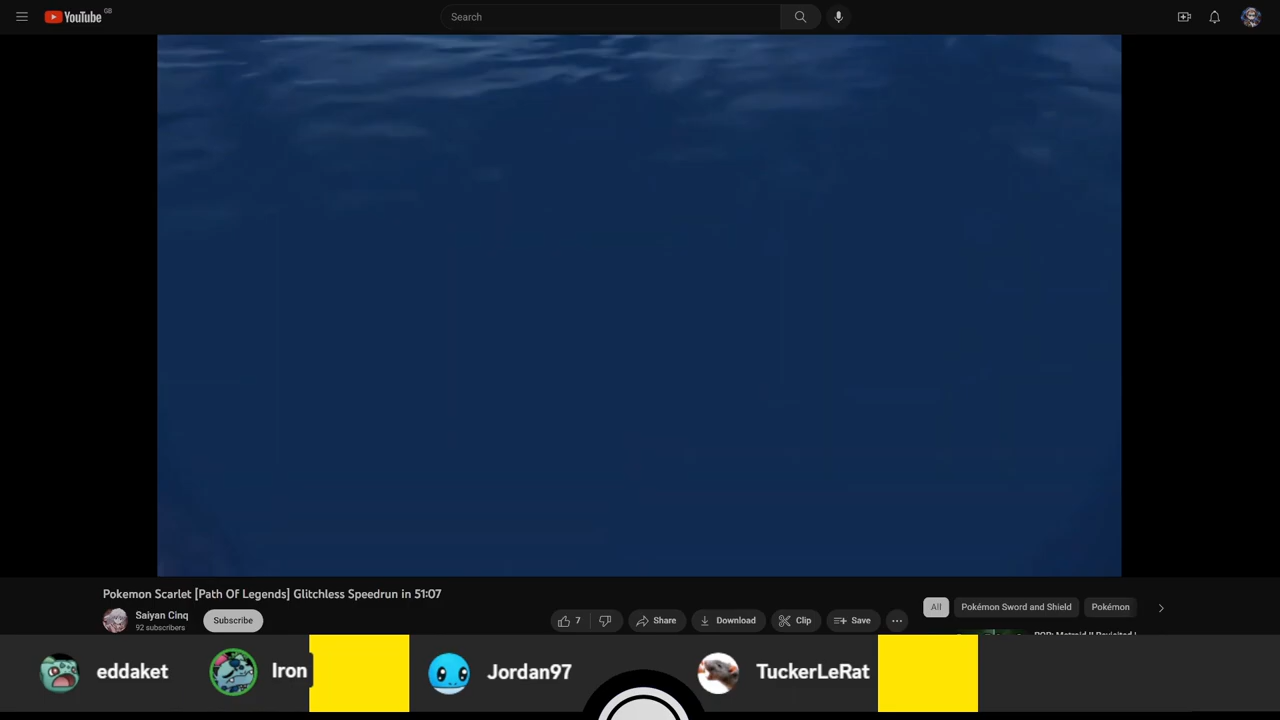 YouTube GB
Search
Pokemon Scarlet [Path Of Legends] Glitchless Speedrun in 51:07
Saiyan Cinq
92 subscribers
Subscribe
7
Share
Download
Clip
Save
All
Pokémon Sword and Shield
Pokémon
eddaket
Iron
Jordan97
TuckerLeRat